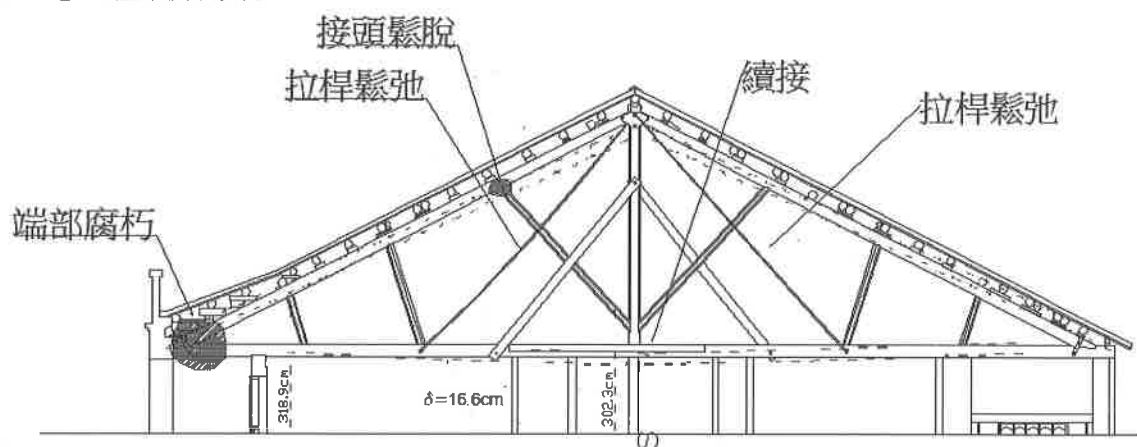 接頭鬆脫
拉桿鬆弛
續接
拉桿鬆弛
端部腐朽
318.9cm
δ=16.6cm
302.3cm